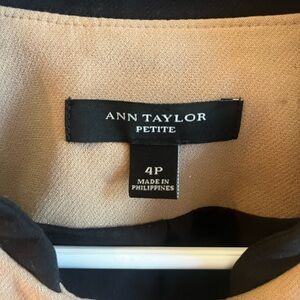 ANN TAYLOR
PETITE
4P
MADE IN
PHILIPPINES